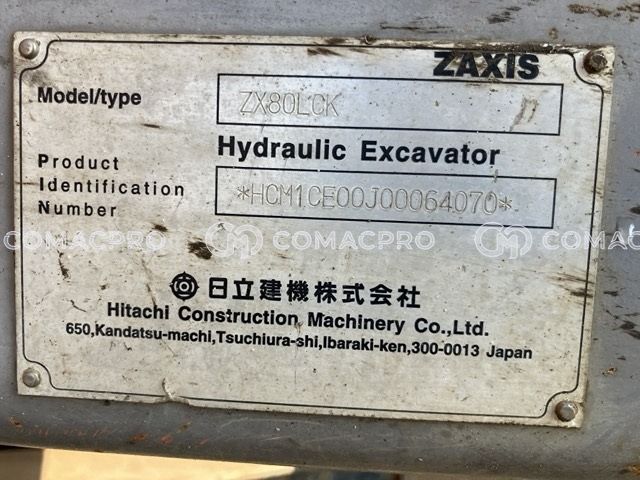 ZAXIS
Model/type
ZX80LCK
Hydraulic Excavator
Product
Identification
Number
*HCM1CE00J00064070*
COMACPRO COMACPRO COMACPRO
日立建機株式会社
Hitachi Construction Machinery Co.,Ltd.
650,Kandatsu-machi,Tsuchiura-shi,Ibaraki-ken,300-0013 Japan